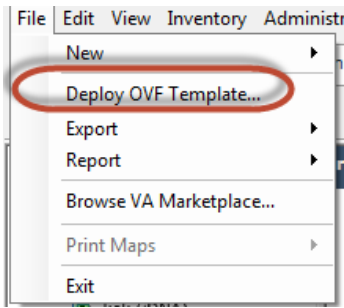 File Edit View Inventory Administr
New
Deploy OVF Template...
Export
Report
Browse VA Marketplace...
Print Maps
Exit